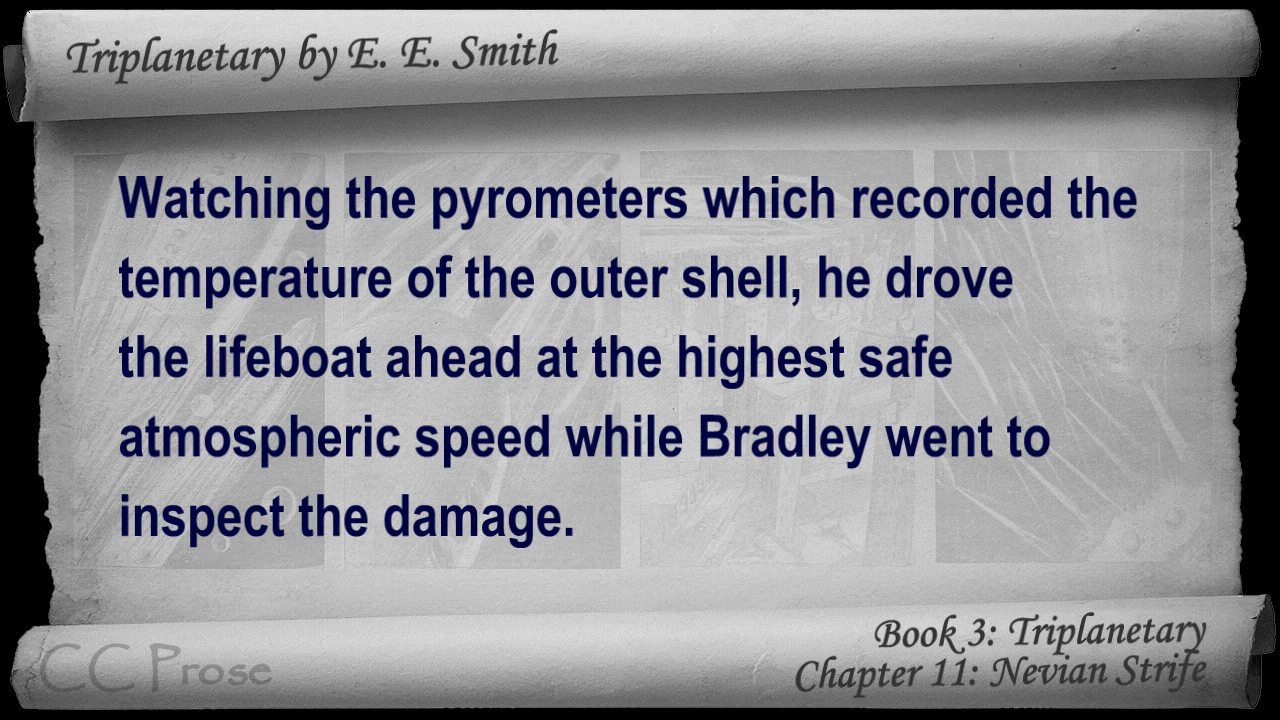 Triplanetary by E. E. Smith
Watching the pyrometers which recorded the
temperature of the outer shell, he drove
the lifeboat ahead at the highest safe
atmospheric speed while Bradley went to
inspect the damage.
Book 3: Triplanetary
Chapter 11: Nevian Strife
CC Prose